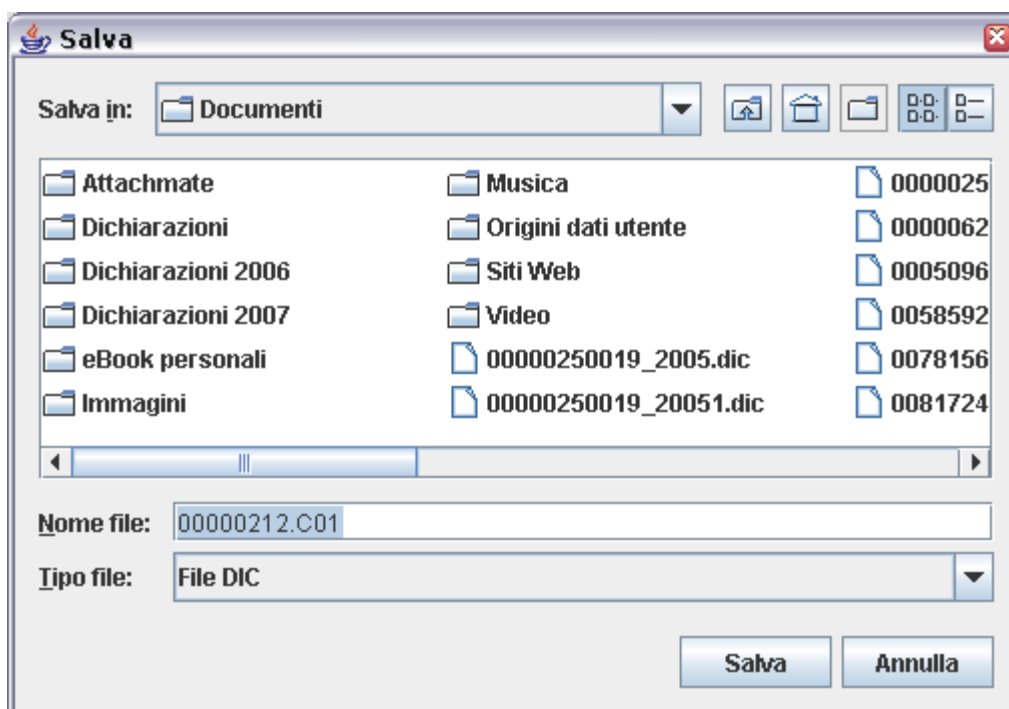 Salva
Salva in: Documenti
Attachmate Musica 0000025
Dichiarazioni Origini dati utente 0000062
Dichiarazioni 2006 Siti Web 0005096
Dichiarazioni 2007 Video 0058592
eBook personali 00000250019_2005.dic 0078156
Immagini 00000250019_20051.dic 0081724
Nome file: 00000212.C01
Tipo file: File DIC
Salva Annulla